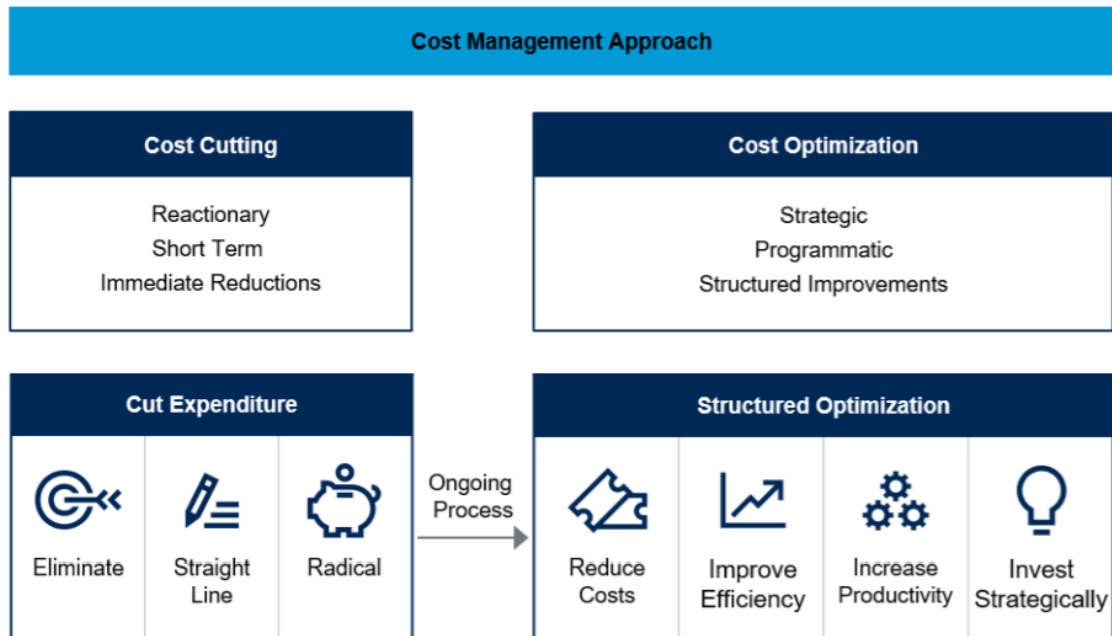 Cost Management Approach
Cost Cutting
Reactionary
Short Term
Immediate Reductions
Cost Optimization
Strategic
Programmatic
Structured Improvements
Cut Expenditure
Eliminate
Straight
Line
Radical
Ongoing
Process
Structured Optimization
Reduce
Costs
Improve
Efficiency
Increase
Productivity
Invest
Strategically